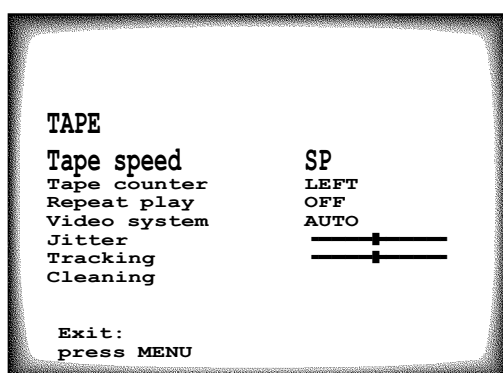 TAPE
Tape speed SP
Tape counter LEFT
Repeat play OFF
Video system AUTO
Jitter
Tracking
Cleaning
Exit:
press MENU